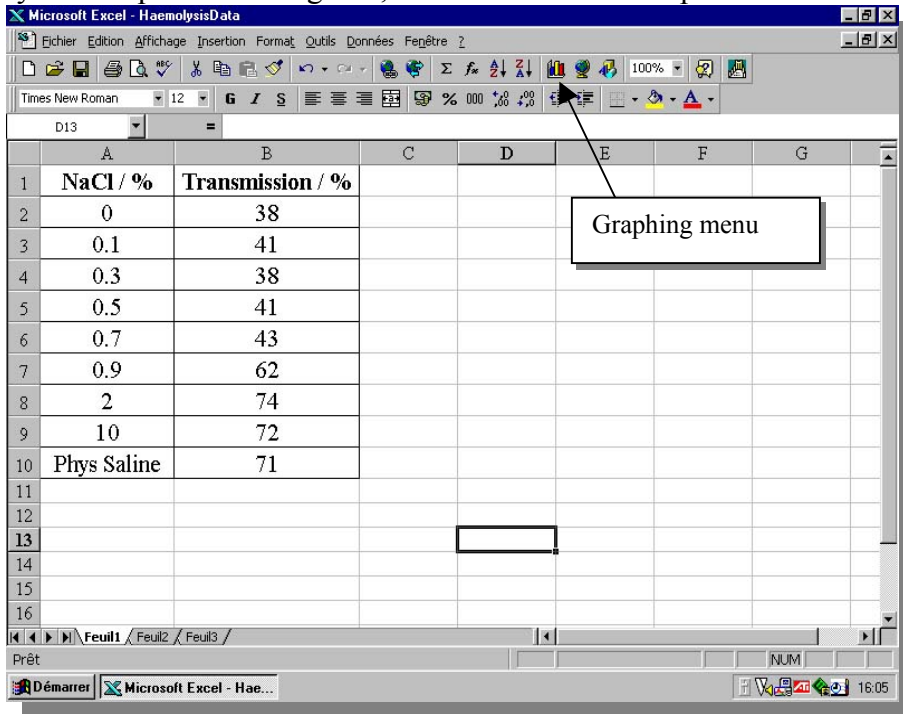 Microsoft Excel - HaemolysisData
Fichier Edition Affichage Insertion Format Outils Données Fenêtre ?
100%
Times New Roman 12 G I S % 000
D13 =
A B C D E F G
1 NaCl / % Transmission / %
2 0 38
3 0.1 41
4 0.3 38
5 0.5 41
6 0.7 43
7 0.9 62
8 2 74
9 10 72
10 Phys Saline 71
11
12
13
14
15
16
Graphing menu
Feuil1 Feuil2 Feuil3
Prêt NUM
Démarrer Microsoft Excel - Hae... 16:05